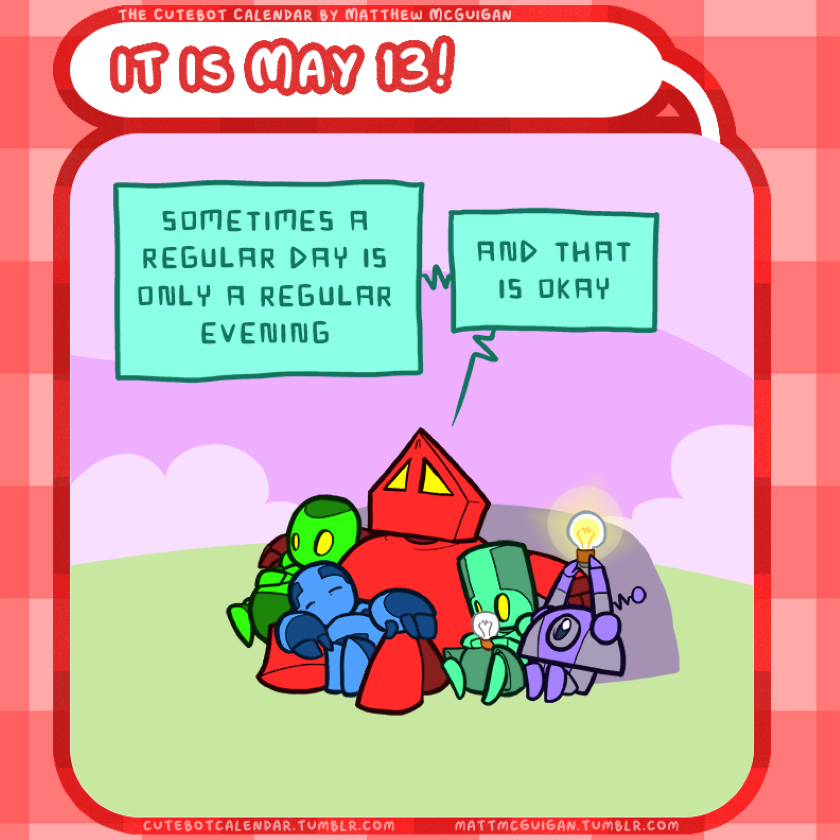 The Cutebot Calendar by Matthew McGuigan
IT IS MAY 13!
SOMETIMES A
REGULAR DAY IS
ONLY A REGULAR
EVENING
AND THAT
IS OKAY
CUTEBOTCALENDAR.TUMBLR.COM
MATTMCGUIGAN.TUMBLR.COM